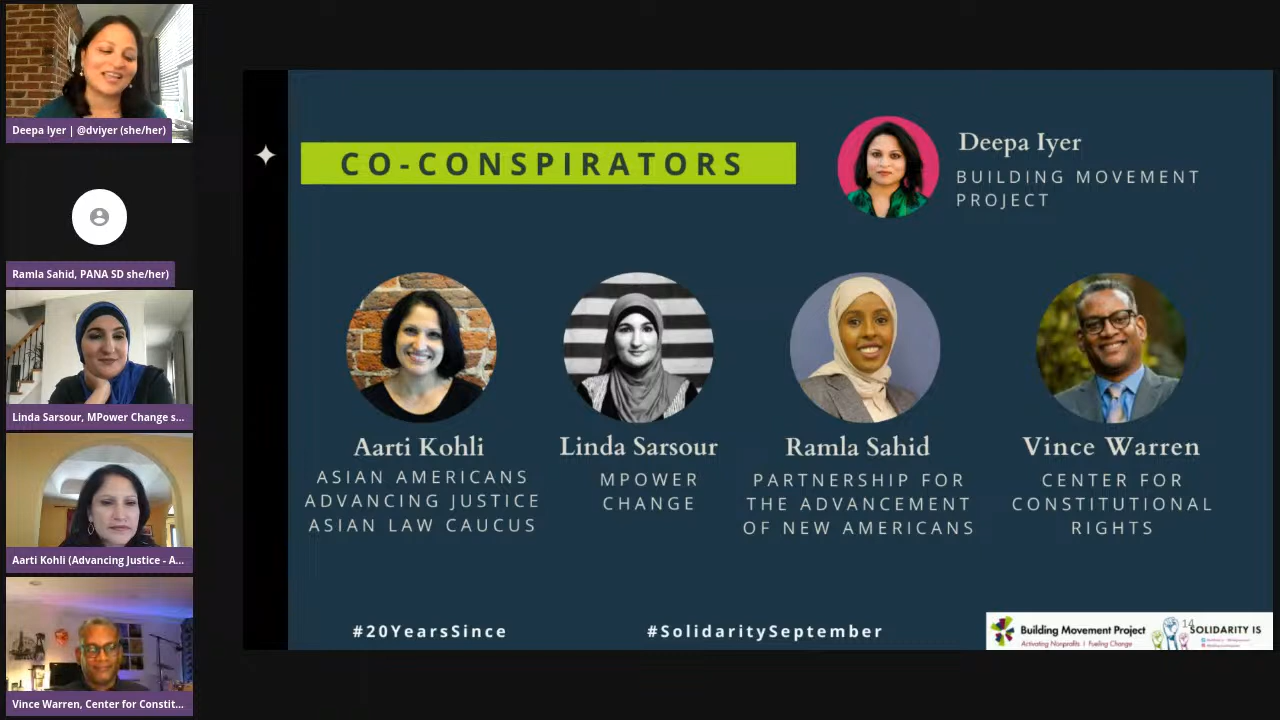 Deepa Iyer | @dviyer (she/her)
Ramla Sahid, PANA SD she/her)
Linda Sarsour, MPower Change s...
Aarti Kohli (Advancing Justice - A...
Vince Warren, Center for Constit...
CO-CONSPIRATORS
Deepa Iyer
BUILDING MOVEMENT
PROJECT
Aarti Kohli
ASIAN AMERICANS
ADVANCING JUSTICE
ASIAN LAW CAUCUS
Linda Sarsour
MPOWER
CHANGE
Ramla Sahid
PARTNERSHIP FOR
THE ADVANCEMENT
OF NEW AMERICANS
Vince Warren
CENTER FOR
CONSTITUTIONAL
RIGHTS
#20YearsSince
#SolidaritySeptember
Building Movement Project
Activating Nonprofits | Fueling Change
14
SOLIDARITY IS